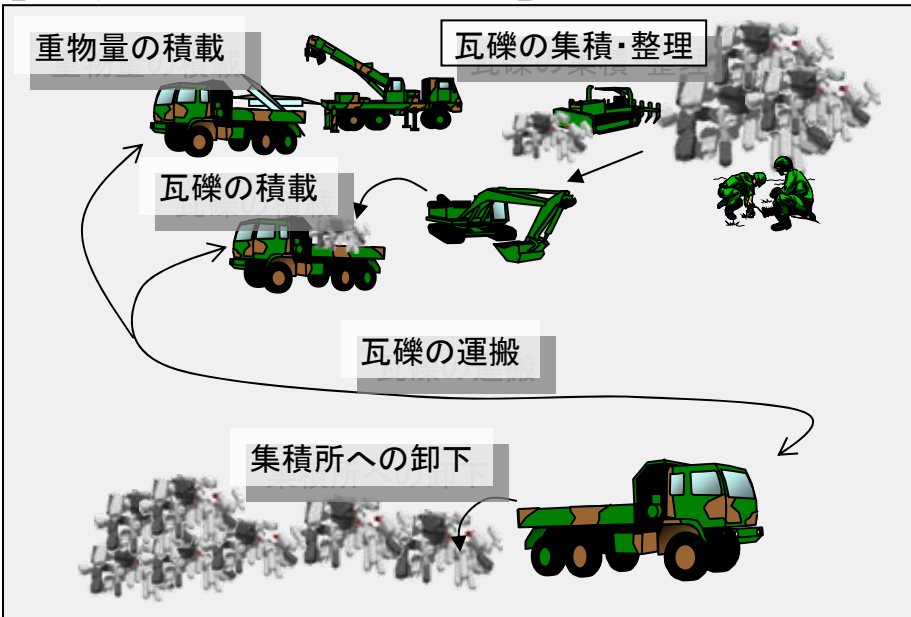 重物量の積載
瓦礫の集積･整理
瓦礫の積載
瓦礫の運搬
集積所への卸下